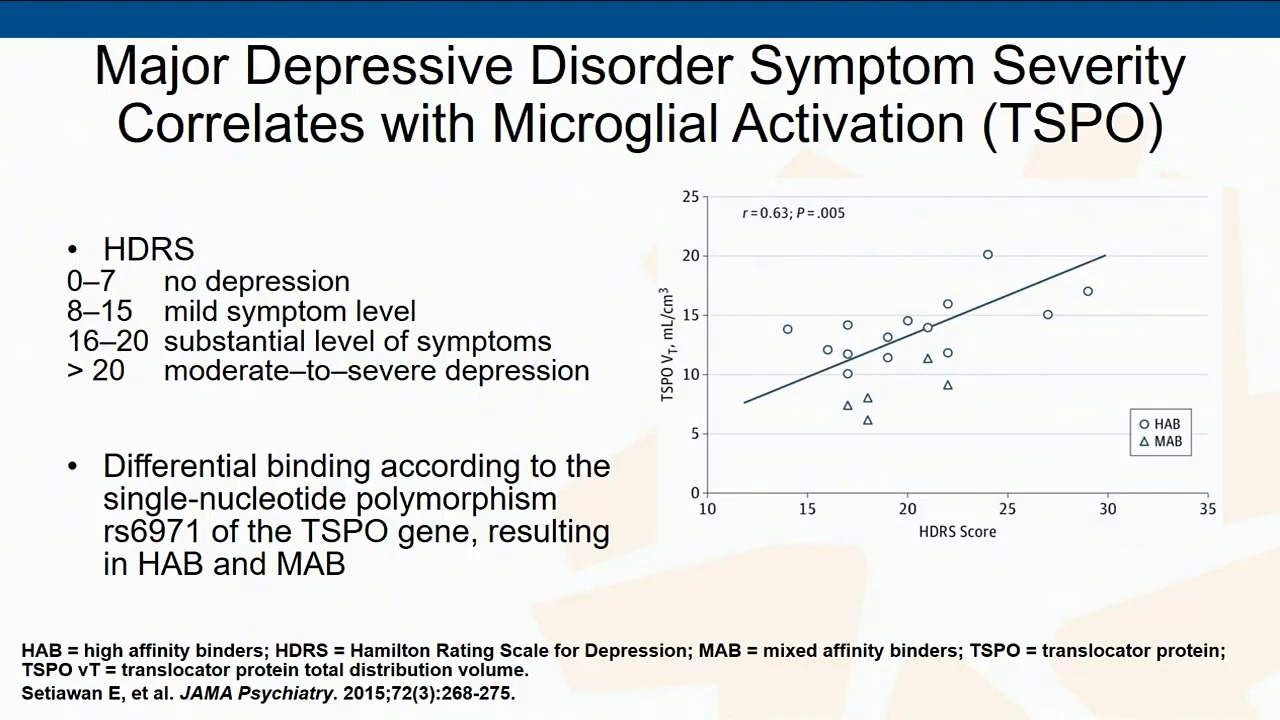 Major Depressive Disorder Symptom Severity
Correlates with Microglial Activation (TSPO)
• HDRS
0–7 no depression
8–15 mild symptom level
16–20 substantial level of symptoms
> 20 moderate–to–severe depression
• Differential binding according to the
single-nucleotide polymorphism
rs6971 of the TSPO gene, resulting
in HAB and MAB
r = 0.63; P = .005
25
20
15
10
5
0
TSPO VT, mL/cm3
10 15 20 25 30 35
HDRS Score
HAB
MAB
HAB = high affinity binders; HDRS = Hamilton Rating Scale for Depression; MAB = mixed affinity binders; TSPO = translocator protein;
TSPO vT = translocator protein total distribution volume.
Setiawan E, et al. JAMA Psychiatry. 2015;72(3):268-275.